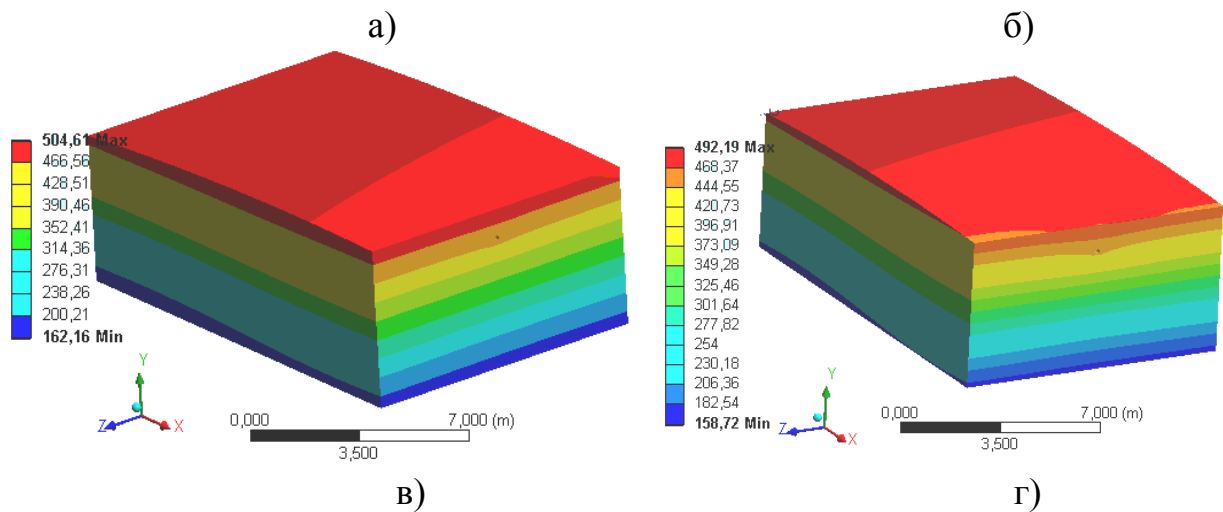 а)
б)
504,61 Max
466,56
428,51
390,46
352,41
314,36
276,31
238,26
200,21
162,16 Min
Y
Z
X
0,000
7,000 (m)
3,500
492,19 Max
468,37
444,55
420,73
396,91
373,09
349,28
325,46
301,64
277,82
254
230,18
206,36
182,54
158,72 Min
Y
Z
X
0,000
7,000 (m)
3,500
в)
г)